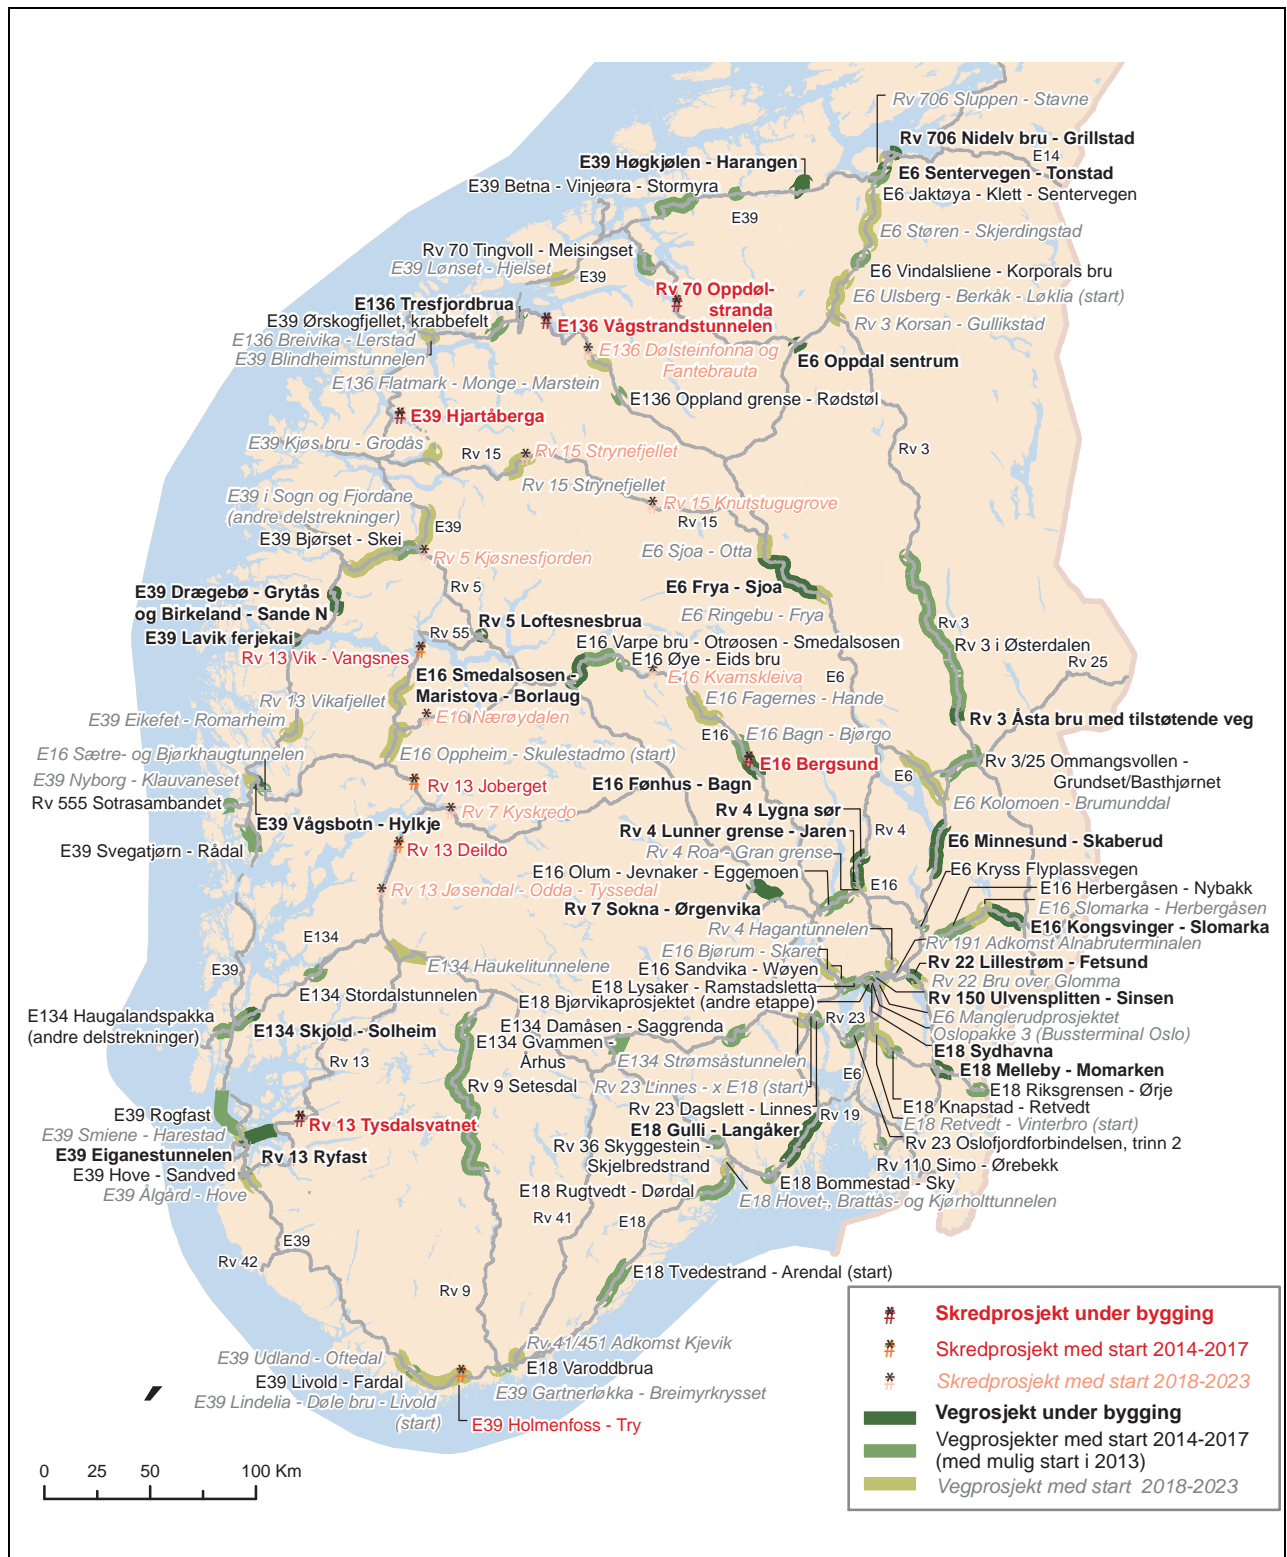 Rv 706 Sluppen - Stavne
Rv 706 Nidelv bru - Grillstad
E14
E39 Høgkjølen - Harangen
E6 Sentervegen - Tonstad
E39 Betna - Vinjeøra - Stormyra
E6 Jaktøya - Klett - Sentervegen
E39
E6 Støren - Skjerdingstad
Rv 70 Tingvoll - Meisingset
E39 Lønset - Hjelset
E39
E6 Vindalsliene - Korporals bru
Rv 70 Oppdøl-
stranda
E6 Ulsberg - Berkåk - Løklia (start)
E136 Tresfjordbrua
E39 Ørskogfjellet, krabbefelt
E136 Vågstrandstunnelen
Rv 3 Korsan - Gullikstad
E136 Breivika - Lerstad
E39 Blindheimstunnelen
E136 Dølsteinfonna og
Fantebrauta
E6 Oppdal sentrum
E136 Flatmark - Monge - Marstein
E136 Oppland grense - Rødstøl
E39 Hjartåberga
E39 Kjøs bru - Grodås
Rv 15
Rv 15 Strynefjellet
Rv 3
Rv 15 Strynefjellet
E39 i Sogn og Fjordane
(andre delstrekninger)
Rv 15 Knutstugugrove
Rv 15
E39
E39 Bjørset - Skei
Rv 5 Kjøsnesfjorden
E6 Sjoa - Otta
Rv 5
E6 Frya - Sjoa
E39 Drægebø - Grytås
og Birkeland - Sande N
E6 Ringebu - Frya
Rv 5 Loftesnesbrua
Rv 3
E39 Lavik ferjekai
Rv 55
E16 Varpe bru - Otrøosen - Smedalsosen
Rv 3 i Østerdalen
Rv 13 Vik - Vangsnes
E16 Øye - Eids bru
Rv 25
E16 Smedalsosen -
Maristova - Borlaug
E16 Kvamskleiva
E6
Rv 13 Vikafjellet
E16 Fagernes - Hande
E39 Eikefet - Romarheim
E16 Nærøydalen
Rv 3 Åsta bru med tilstøtende veg
E16
E16 Bagn - Bjørgo
E16 Sætre- og Bjørkhaugtunnelen
E16 Oppheim - Skulestadmo (start)
E16 Bergsund
E6
Rv 3/25 Ommangsvollen -
Grundset/Basthjørnet
E39 Nyborg - Klauvaneset
Rv 13 Joberget
E16 Fønhus - Bagn
Rv 555 Sotrasambandet
Rv 7 Kyskredo
Rv 4 Lygna sør
E6 Kolomoen - Brumunddal
E39 Vågsbotn - Hylkje
Rv 4 Lunner grense - Jaren
Rv 4
E6 Minnesund - Skaberud
E39 Svegatjørn - Rådal
Rv 13 Deildo
Rv 4 Roa - Gran grense
E16 Olum - Jevnaker - Eggemoen
E6 Kryss Flyplassvegen
E16
E16 Herbergåsen - Nybakk
Rv 13 Jøsendal - Odda - Tyssedal
Rv 7 Sokna - Ørgenvika
E16 Slomarka - Herbergåsen
E16 Kongsvinger - Slomarka
Rv 4 Hagantunnelen
Rv 191 Adkomst Alnabruterminalen
E134
E16 Bjørum - Skaret
E39
E134 Haukelitunnelene
E16 Sandvika - Wøyen
Rv 22 Lillestrøm - Fetsund
Rv 22 Bru over Glomma
E134 Stordalstunnelen
E18 Lysaker - Ramstadsletta
Rv 150 Ulvensplitten - Sinsen
E18 Bjørvikaprosjektet (andre etappe)
E134 Haugalandspakka
(andre delstrekninger)
E134 Skjold - Solheim
E134 Damåsen - Saggrenda
Rv 23
E6 Manglerudprosjektet
E134 Gvammen -
Århus
Oslopakke 3 (Bussterminal Oslo)
E134 Strømsåstunnelen
E18 Sydhavna
Rv 13
E6
E18 Melleby - Momarken
Rv 9 Setesdal
Rv 23 Linnes - x E18 (start)
E18 Riksgrensen - Ørje
E39 Rogfast
Rv 23 Dagslett - Linnes
Rv 19
E18 Knapstad - Retvedt
Rv 13 Tysdalsvatnet
E18 Gulli - Langåker
E18 Retvedt - Vinterbro (start)
E39 Smiene - Harestad
Rv 36 Skyggestein -
Skjelbredstrand
Rv 23 Oslofjordforbindelsen, trinn 2
E39 Eiganestunnelen
Rv 13 Ryfast
Rv 110 Simo - Ørebekk
E39 Hove - Sandved
E18 Bommestad - Sky
E39 Ålgård - Hove
E18 Rugtvedt - Dørdal
E18 Hovet-, Brattås- og Kjørholttunnelen
Rv 41
E18
E39
Rv 42
Rv 9
E18 Tvedestrand - Arendal (start)
Skredprosjekt under bygging
Rv 41/451 Adkomst Kjevik
Skredprosjekt med start 2014-2017
E39 Udland - Oftedal
E18 Varoddbrua
E39 Livold - Fardal
Skredprosjekt med start 2018-2023
E39 Gartnerløkka - Breimyrkrysset
E39 Lindelia - Døle bru - Livold
(start)
Vegrosjekt under bygging
E39 Holmenfoss - Try
Vegprosjekter med start 2014-2017
(med mulig start i 2013)
Vegprosjekt med start 2018-2023
0 25 50 100 Km